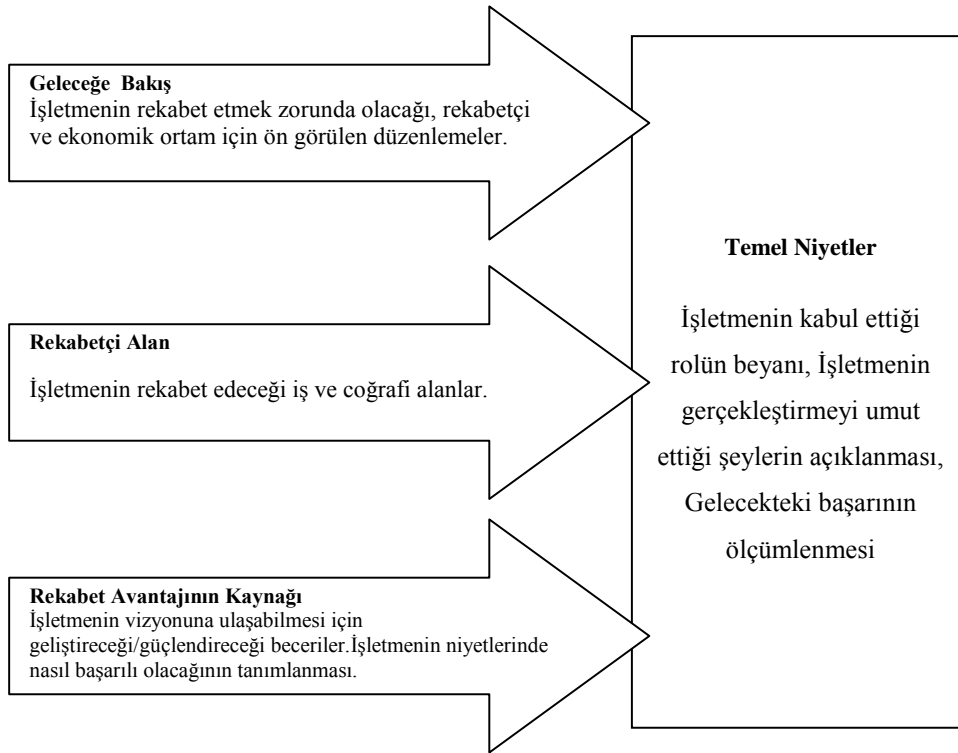 Geleceğe Bakış
İşletmenin rekabet etmek zorunda olacağı, rekabetçi
ve ekonomik ortam için ön görülen düzenlemeler.
Rekabetçi Alan
İşletmenin rekabet edeceği iş ve coğrafi alanlar.
Rekabet Avantajının Kaynağı
İşletmenin vizyonuna ulaşabilmesi için
geliştireceği/güçlendireceği beceriler.İşletmenin niyetlerinde
nasıl başarılı olacağının tanımlanması.
Temel Niyetler
İşletmenin kabul ettiği
rolün beyanı, İşletmenin
gerçekleştirmeyi umut
ettiği şeylerin açıklanması,
Gelecekteki başarının
ölçümlenmesi